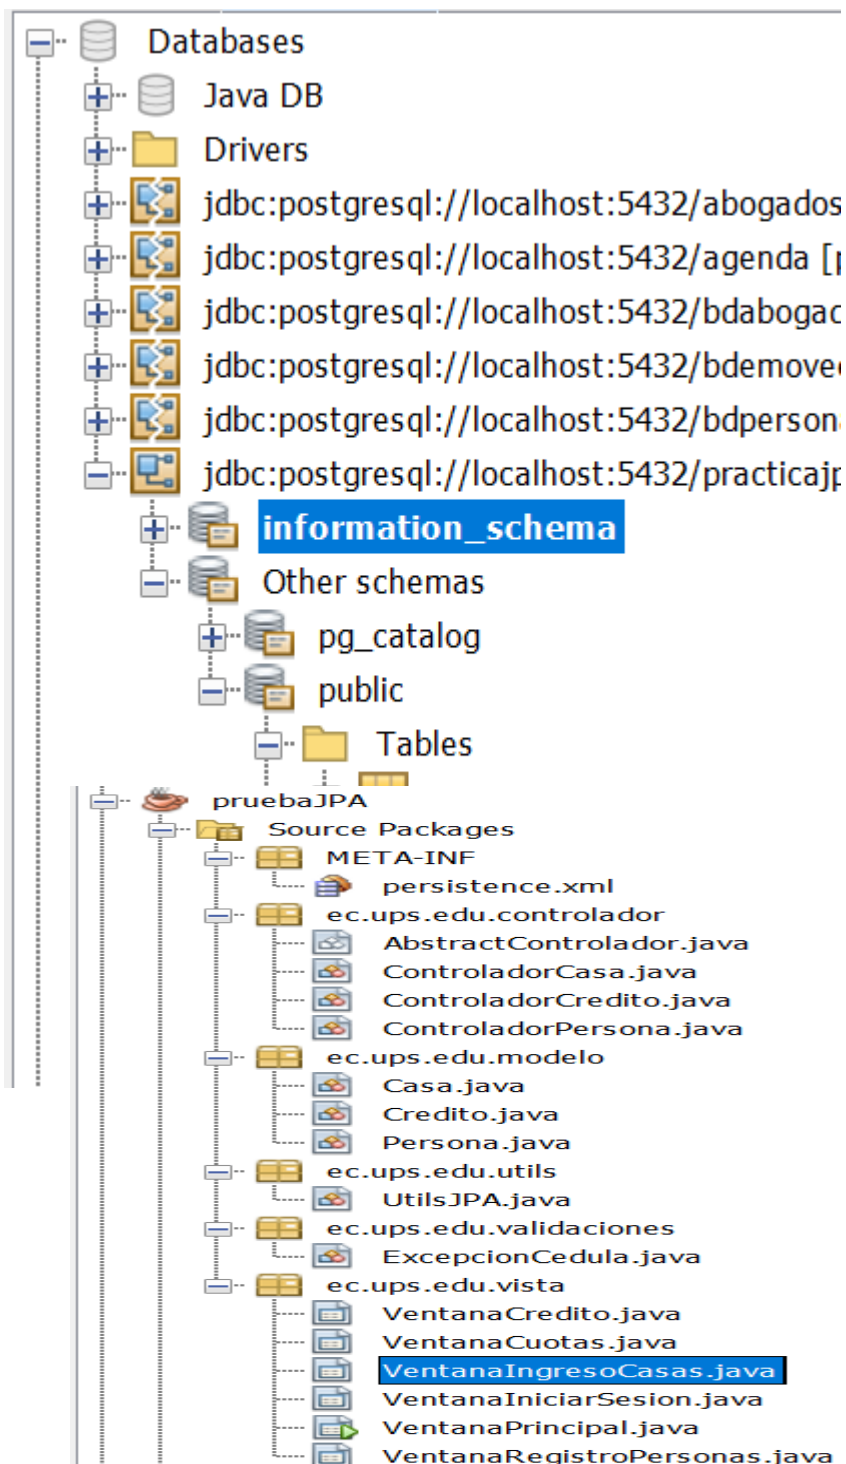 Databases
Java DB
Drivers
jdbc:postgresql://localhost:5432/abogados
jdbc:postgresql://localhost:5432/agenda [p
jdbc:postgresql://localhost:5432/bdabogad
jdbc:postgresql://localhost:5432/bdemove
jdbc:postgresql://localhost:5432/bdperson
jdbc:postgresql://localhost:5432/practicajp
information_schema
Other schemas
pg_catalog
public
Tables
pruebaJPA
Source Packages
META-INF
persistence.xml
ec.ups.edu.controlador
AbstractControlador.java
ControladorCasa.java
ControladorCredito.java
ControladorPersona.java
ec.ups.edu.modelo
Casa.java
Credito.java
Persona.java
ec.ups.edu.utils
UtilsJPA.java
ec.ups.edu.validaciones
ExcepcionCedula.java
ec.ups.edu.vista
VentanaCredito.java
VentanaCuotas.java
VentanaIngresoCasas.java
VentanaIniciarSesion.java
VentanaPrincipal.java
VentanaRegistroPersonas.java